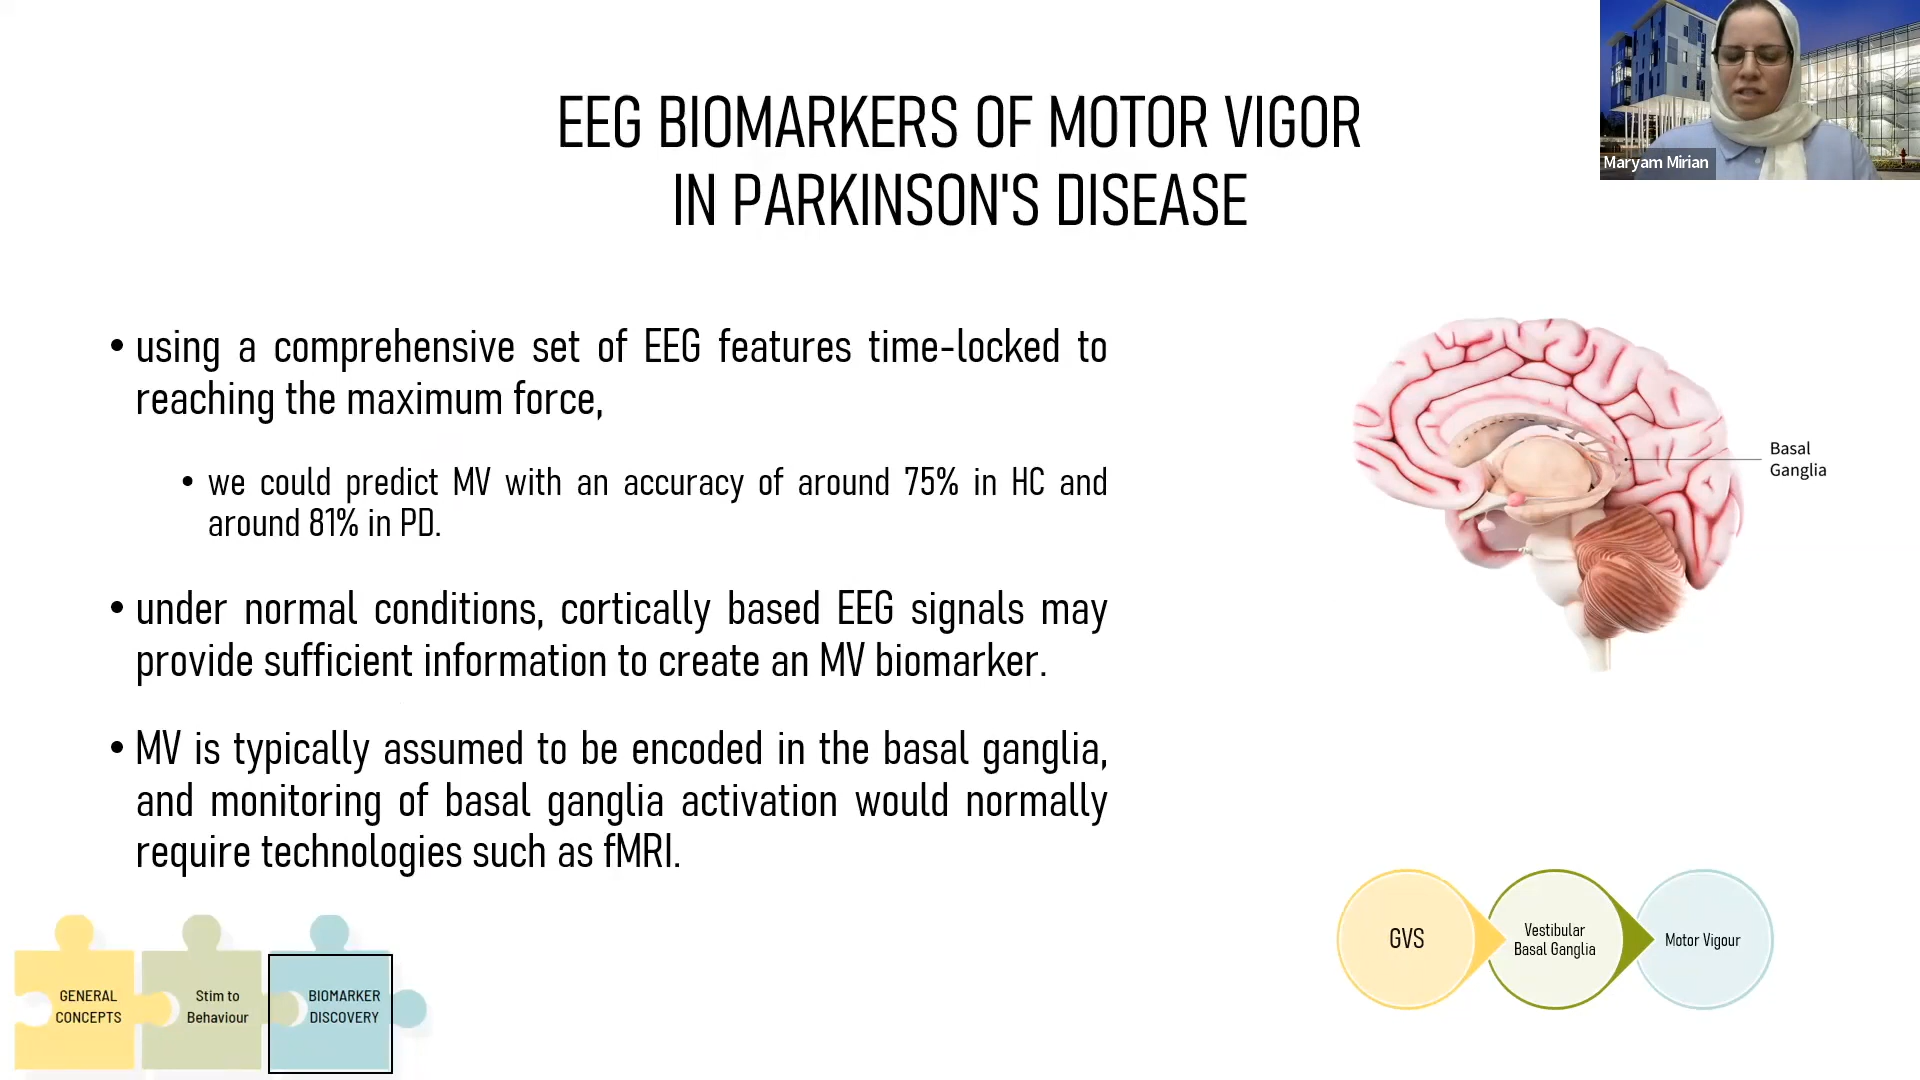 EEG BIOMARKERS OF MOTOR VIGOR
IN PARKINSON'S DISEASE
Maryam Mirian
• using a comprehensive set of EEG features time-locked to
reaching the maximum force,
• we could predict MV with an accuracy of around 75% in HC and
around 81% in PD.
• under normal conditions, cortically based EEG signals may
provide sufficient information to create an MV biomarker.
• MV is typically assumed to be encoded in the basal ganglia,
and monitoring of basal ganglia activation would normally
require technologies such as fMRI.
Basal
Ganglia
GENERAL
CONCEPTS
Stim to
Behaviour
BIOMARKER
DISCOVERY
GVS
Vestibular
Basal Ganglia
Motor Vigour